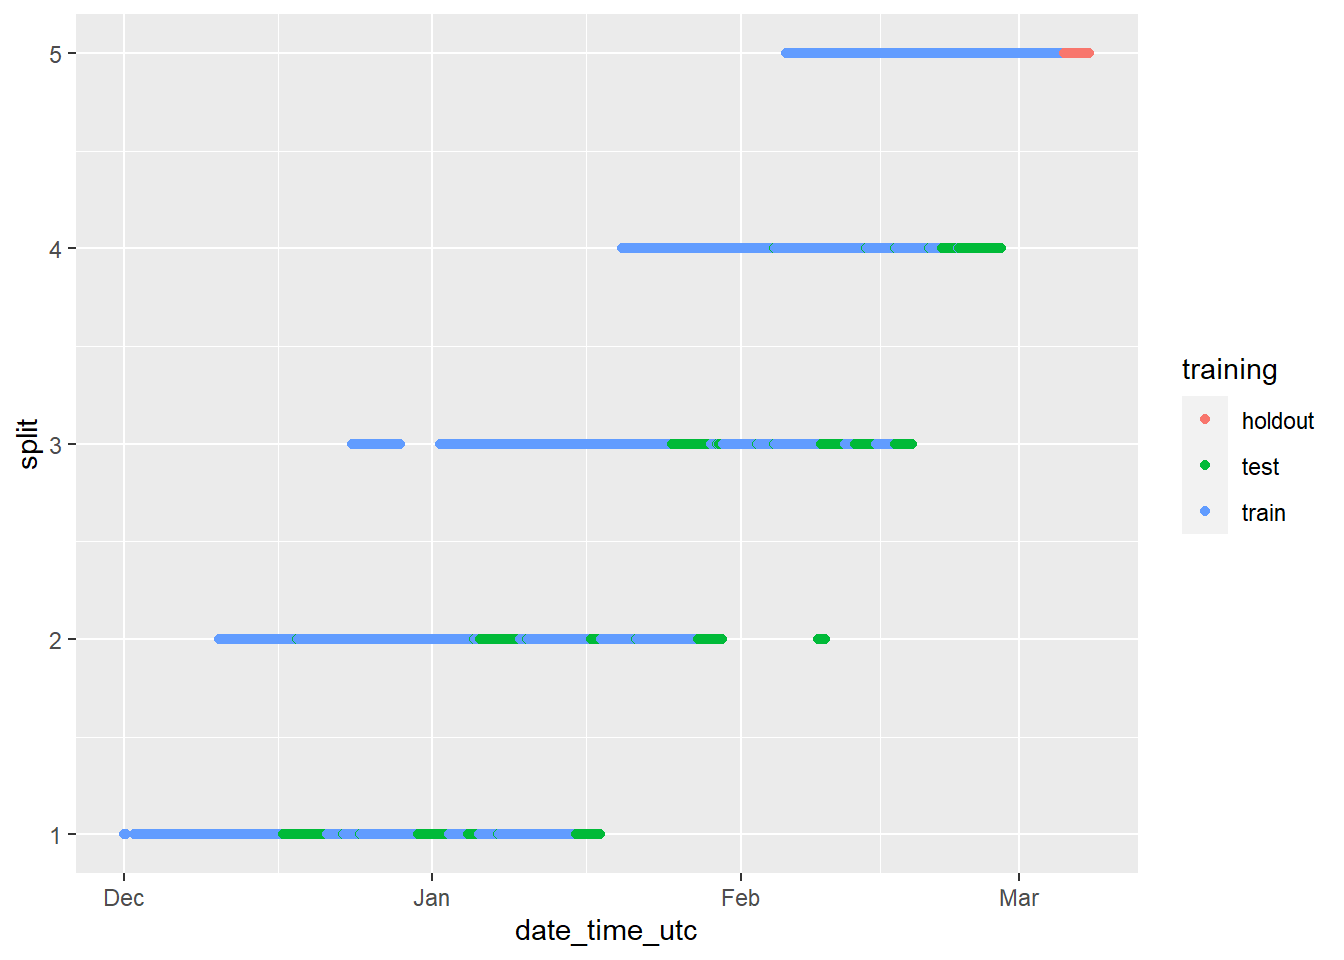 5
4
3
2
1
split
Dec
Jan
Feb
Mar
date_time_utc
training
holdout
test
train